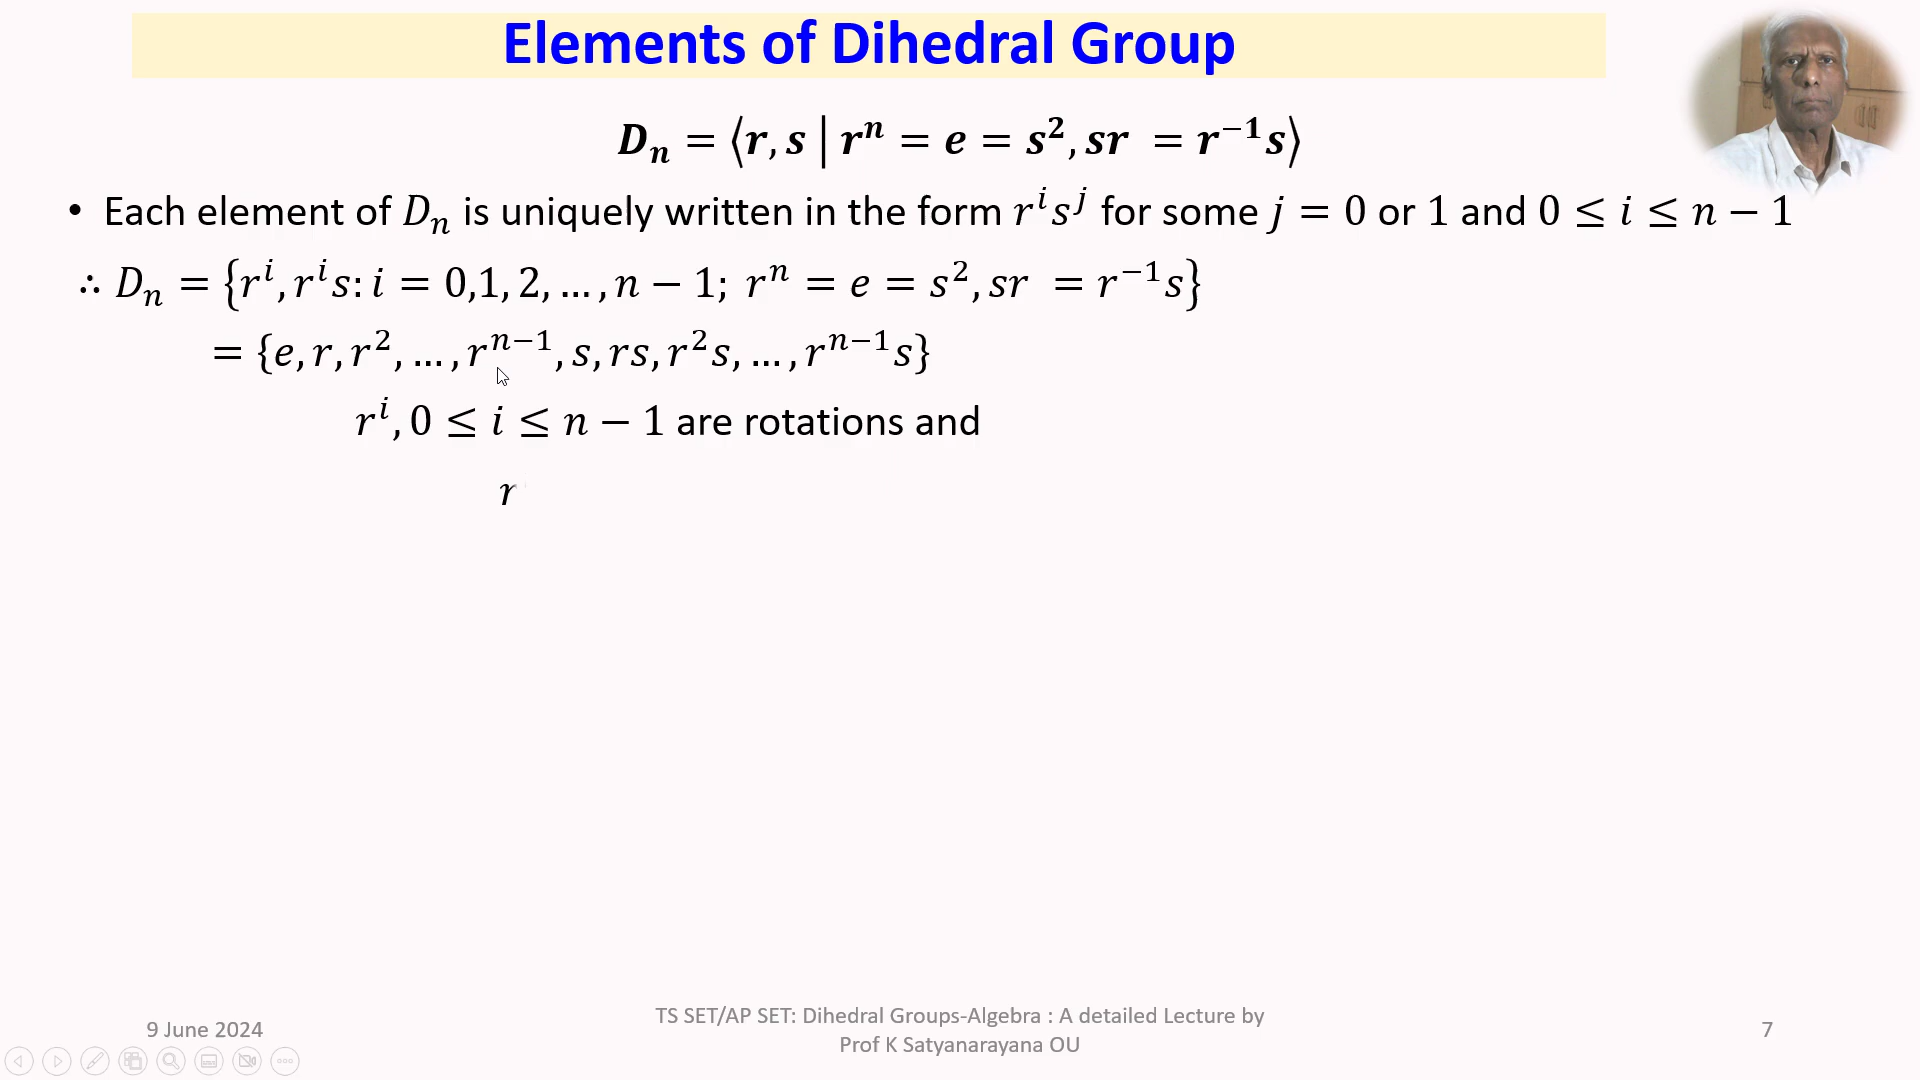 Elements of Dihedral Group
Dₙ = ⟨r, s | rⁿ = e = s², sr = r⁻¹s⟩
• Each element of Dₙ is uniquely written in the form rⁱsʲ for some j = 0 or 1 and 0 ≤ i ≤ n − 1
∴ Dₙ = {rⁱ, rⁱs: i = 0,1, 2, … , n − 1; rⁿ = e = s², sr = r⁻¹s}
= {e, r, r², … , rⁿ⁻¹, s, rs, r²s, … , rⁿ⁻¹s}
rⁱ, 0 ≤ i ≤ n − 1 are rotations and
r
9 June 2024
TS SET/AP SET: Dihedral Groups-Algebra : A detailed Lecture by
Prof K Satyanarayana OU
7